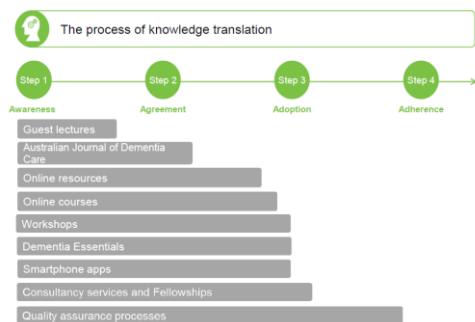 The process of knowledge translation
Step 1
Step 2
Step 3
Step 4
Awareness
Agreement
Adoption
Adherence
Guest lectures
Australian Journal of Dementia
Care
Online resources
Online courses
Workshops
Dementia Essentials
Smartphone apps
Consultancy services and Fellowships
Quality assurance processes